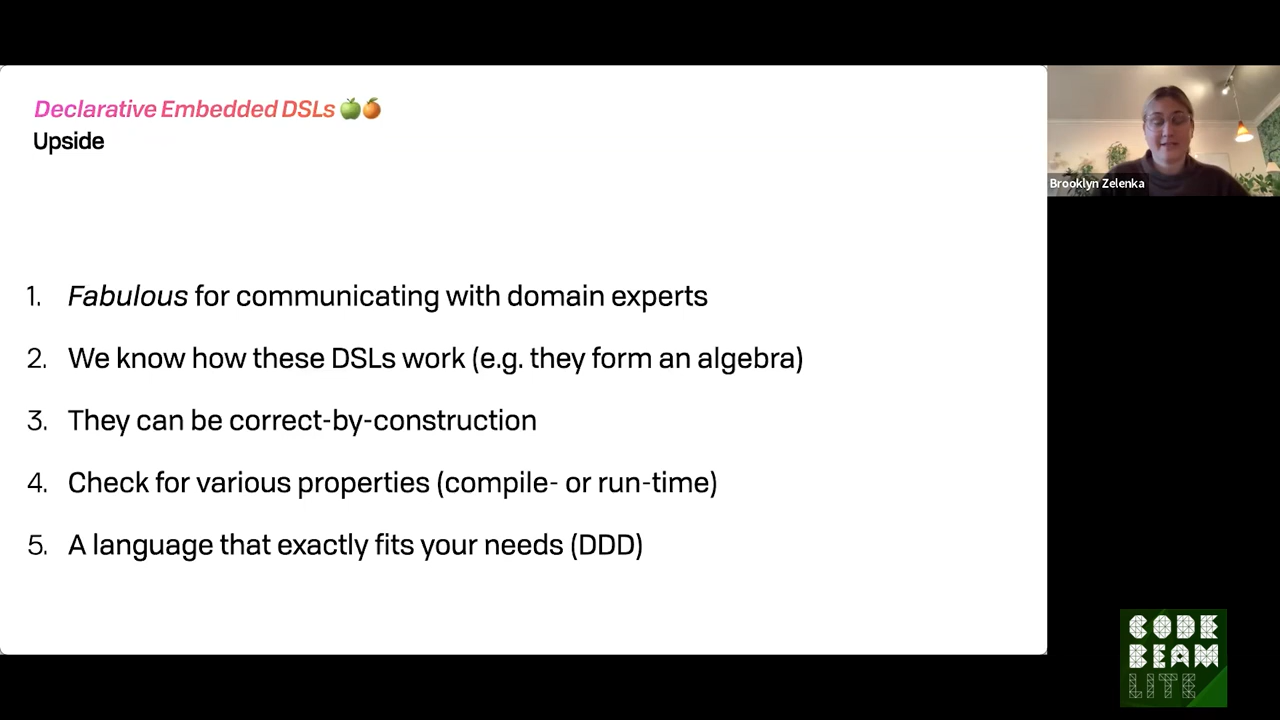 Declarative Embedded DSLs 🍏🍊
Upside
1. Fabulous for communicating with domain experts
2. We know how these DSLs work (e.g. they form an algebra)
3. They can be correct-by-construction
4. Check for various properties (compile- or run-time)
5. A language that exactly fits your needs (DDD)
Brooklyn Zelenka
CODE
BEAM
LITE